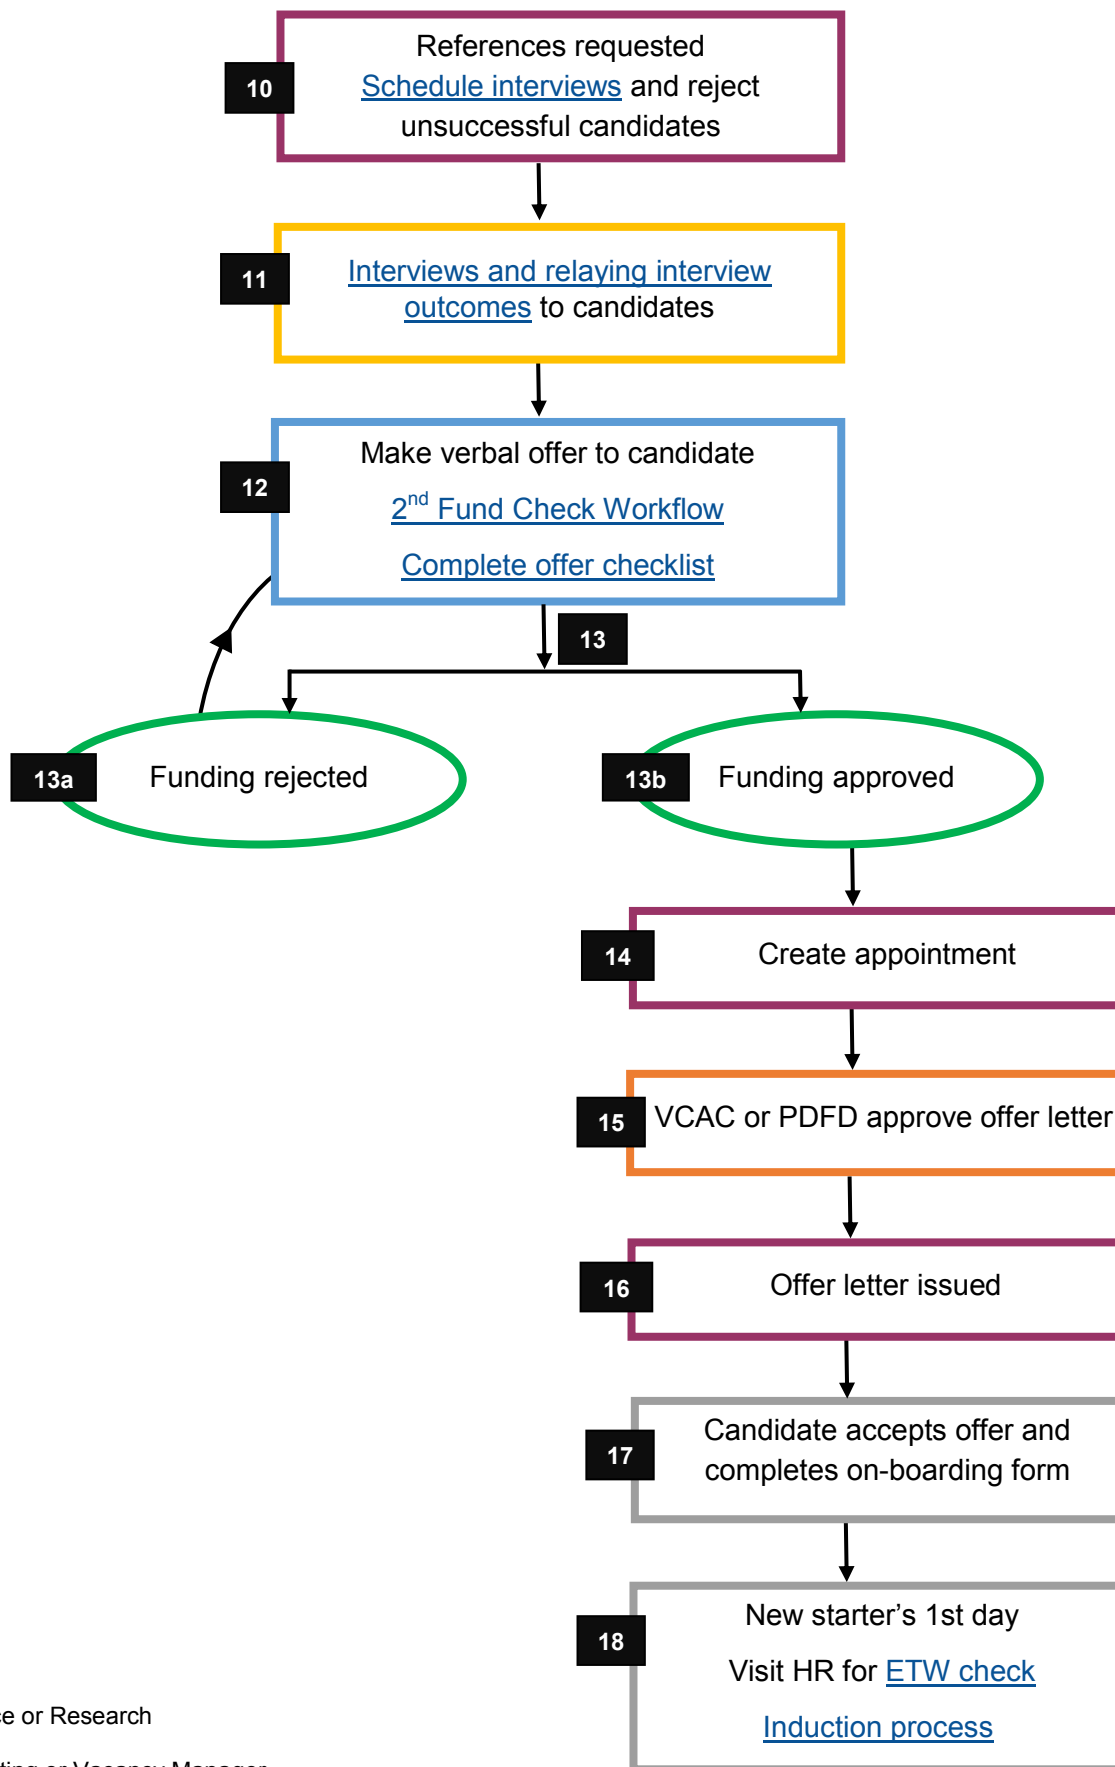 10
References requested
Schedule interviews and reject
unsuccessful candidates
11
Interviews and relaying interview
outcomes to candidates
12
Make verbal offer to candidate
2nd Fund Check Workflow
Complete offer checklist
13
13a
Funding rejected
13b
Funding approved
14
Create appointment
15
VCAC or PDFD approve offer letter
16
Offer letter issued
17
Candidate accepts offer and
completes on-boarding form
18
New starter’s 1st day
Visit HR for ETW check
Induction process
or Research
or Vacancy Manager